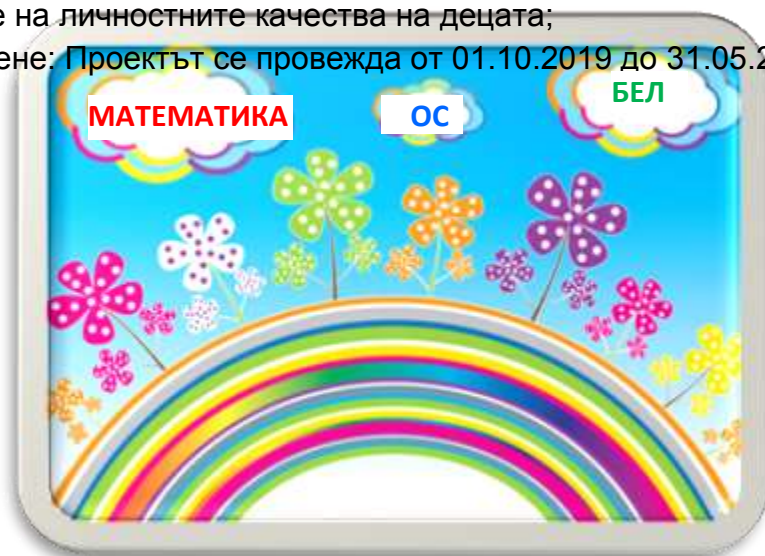 е на личностните качества на децата;
ене: Проектът се провежда от 01.10.2019 до 31.05.2
МАТЕМАТИКА ОС БЕЛ